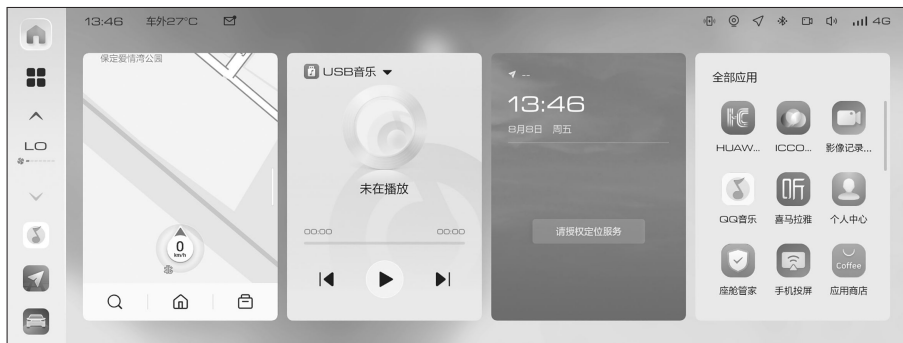 13:46 车外27°C
4G
LO
保定爱情湾公园
0
km/h
USB音乐
未在播放
00:00 00:00
--
13:46
8月8日 周五
请授权定位服务
全部应用
HUAW... ICCO... 影像记录...
QQ音乐 喜马拉雅 个人中心
听
座舱管家 手机投屏 应用商店
Coffee